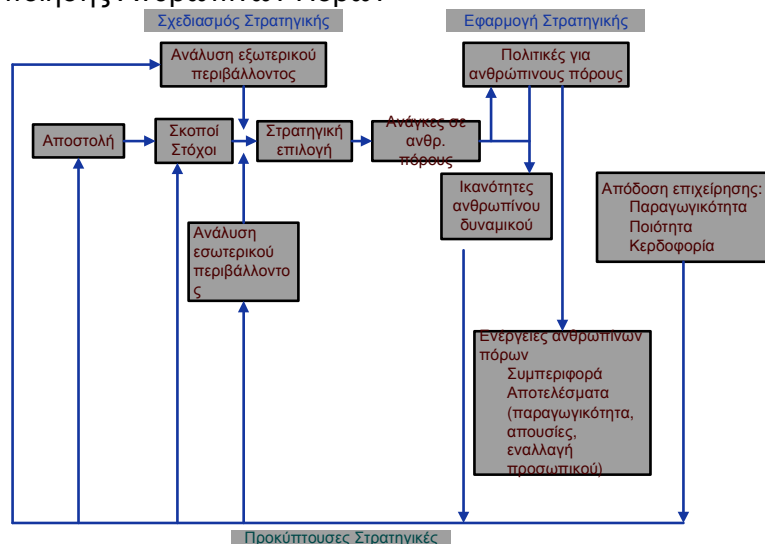 Σχεδιασμός Στρατηγικής
Εφαρμογή Στρατηγικής
Ανάλυση εξωτερικού
περιβάλλοντος
Πολιτικές για
ανθρώπινους πόρους
Αποστολή
Σκοποί
Στόχοι
Στρατηγική
επιλογή
Ανάγκες σε
ανθρ.
πόρους
Ικανότητες
ανθρωπίνου
δυναμικού
Απόδοση επιχείρησης:
Παραγωγικότητα
Ποιότητα
Κερδοφορία
Ανάλυση
εσωτερικού
περιβάλλοντο
ς
Ενέργειες ανθρωπίνων
πόρων
Συμπεριφορά
Αποτελέσματα
(παραγωγικότητα,
απουσίες,
εναλλαγή
προσωπικού)
Προκύπτουσες Στρατηγικές